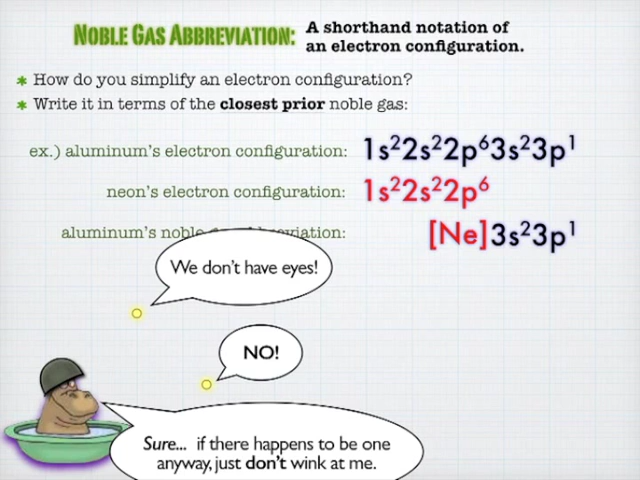 NOBLE GAS ABBREVIATION: A shorthand notation of
an electron configuration.
* How do you simplify an electron configuration?
* Write it in terms of the closest prior noble gas:
ex.) aluminum's electron configuration: 1s²2s²2p⁶3s²3p¹
neon's electron configuration: 1s²2s²2p⁶
aluminum's noble [Ne]3s²3p¹
We don't have eyes!
NO!
Sure... if there happens to be one
anyway, just don't wink at me.